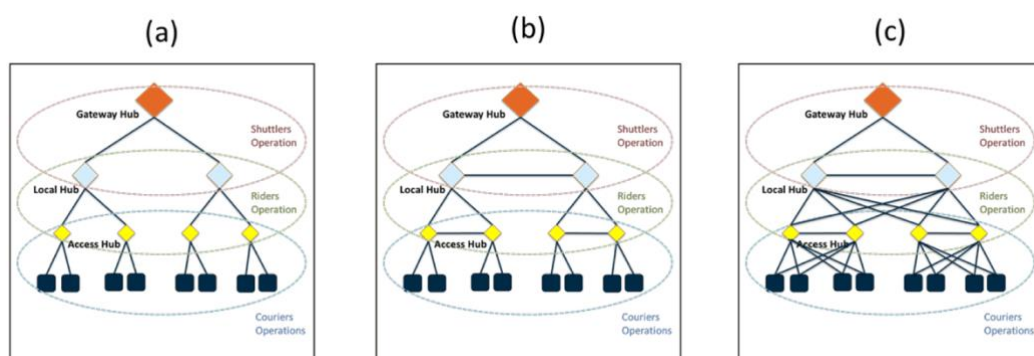 (a)
(b)
(c)
Gateway Hub
Shuttlers
Operation
Local Hub
Riders
Operation
Access Hub
Couriers
Operations
Gateway Hub
Shuttlers
Operation
Local Hub
Riders
Operation
Access Hub
Couriers
Operations
Gateway Hub
Shuttlers
Operation
Local Hub
Riders
Operation
Access Hub
Couriers
Operations